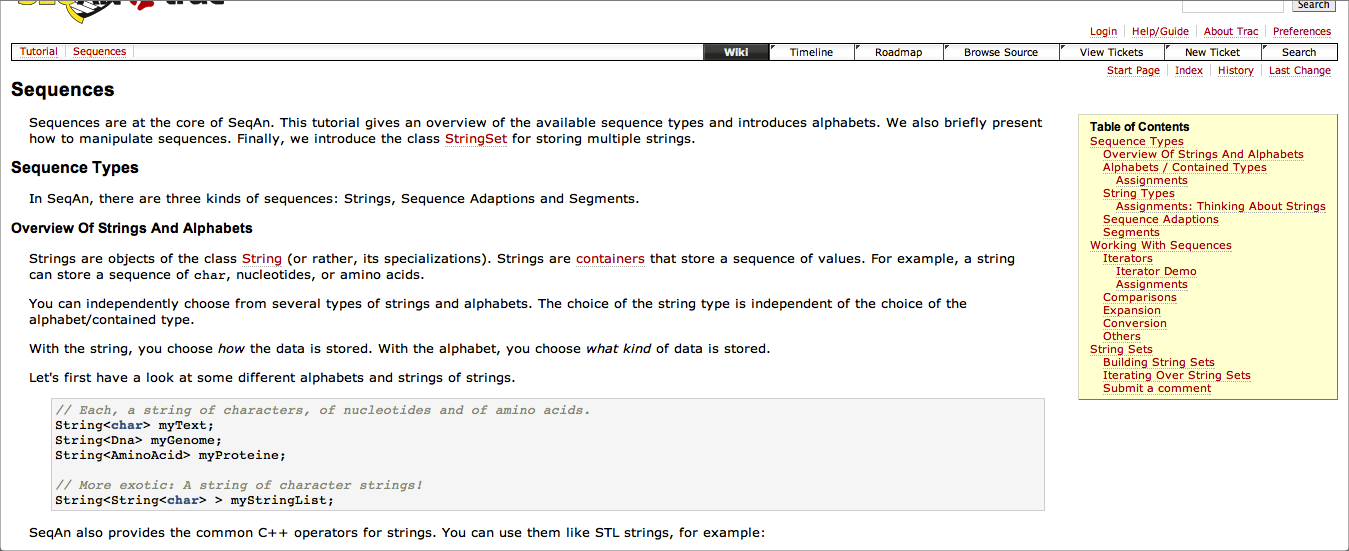 Search
Login Help/Guide About Trac Preferences
Tutorial Sequences Wiki Timeline Roadmap Browse Source View Tickets New Ticket Search
Start Page Index History Last Change
Sequences
Sequences are at the core of SeqAn. This tutorial gives an overview of the available sequence types and introduces alphabets. We also briefly present
how to manipulate sequences. Finally, we introduce the class StringSet for storing multiple strings.
Sequence Types
In SeqAn, there are three kinds of sequences: Strings, Sequence Adaptions and Segments.
Overview Of Strings And Alphabets
Strings are objects of the class String (or rather, its specializations). Strings are containers that store a sequence of values. For example, a string
can store a sequence of char, nucleotides, or amino acids.
You can independently choose from several types of strings and alphabets. The choice of the string type is independent of the choice of the
alphabet/contained type.
With the string, you choose how the data is stored. With the alphabet, you choose what kind of data is stored.
Let's first have a look at some different alphabets and strings of strings.
// Each, a string of characters, of nucleotides and of amino acids.
String<char> myText;
String<Dna> myGenome;
String<AminoAcid> myProteine;
// More exotic: A string of character strings!
String<String<char> > myStringList;
SeqAn also provides the common C++ operators for strings. You can use them like STL strings, for example:
Table of Contents
Sequence Types
Overview Of Strings And Alphabets
Alphabets / Contained Types
Assignments
String Types
Assignments: Thinking About Strings
Sequence Adaptions
Segments
Working With Sequences
Iterators
Iterator Demo
Assignments
Comparisons
Expansion
Conversion
Others
String Sets
Building String Sets
Iterating Over String Sets
Submit a comment